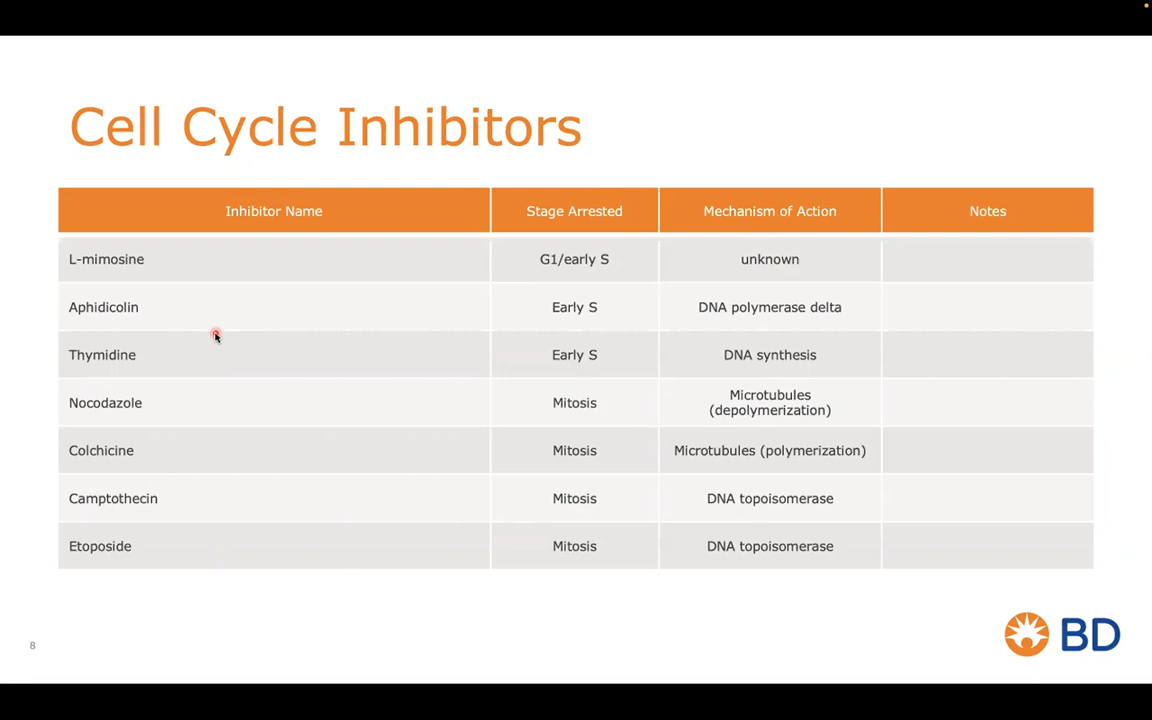 Cell Cycle Inhibitors
Inhibitor Name Stage Arrested Mechanism of Action Notes
L-mimosine G1/early S unknown
Aphidicolin Early S DNA polymerase delta
Thymidine Early S DNA synthesis
Nocodazole Mitosis Microtubules
(depolymerization)
Colchicine Mitosis Microtubules (polymerization)
Camptothecin Mitosis DNA topoisomerase
Etoposide Mitosis DNA topoisomerase
8
BD